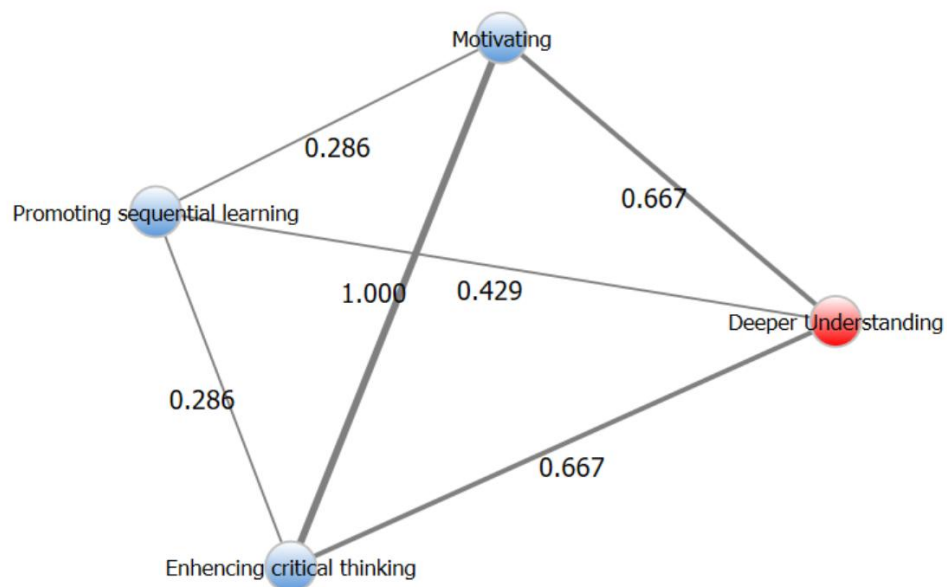 Motivating
0.286
0.667
Promoting sequential learning
1.000
0.429
Deeper Understanding
0.286
0.667
Enhancing critical thinking